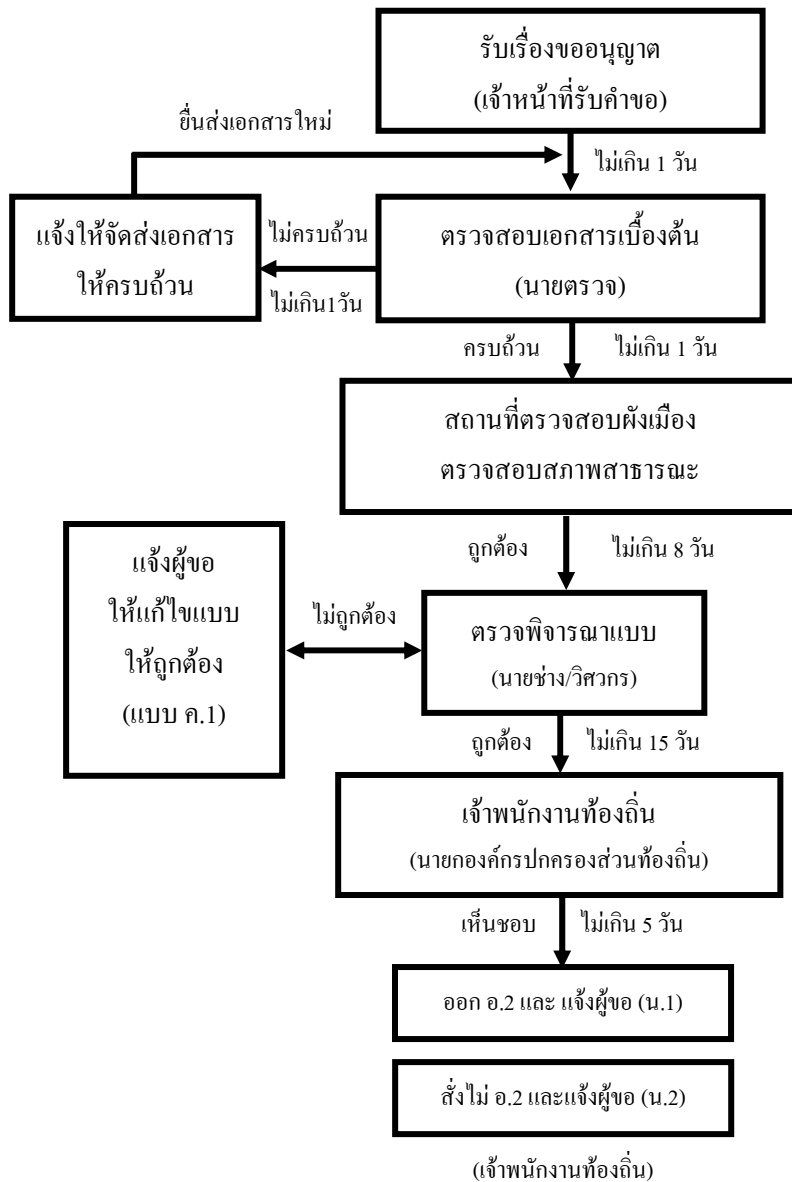 รับเรื่องขออนุญาต
(เจ้าหน้าที่รับคำขอ)
ยื่นส่งเอกสารใหม่
ไม่เกิน 1 วัน
แจ้งให้จัดส่งเอกสาร
ให้ครบถ้วน
ไม่ครบถ้วน
ไม่เกิน1วัน
ตรวจสอบเอกสารเบื้องต้น
(นายตรวจ)
ครบถ้วน ไม่เกิน 1 วัน
สถานที่ตรวจสอบผังเมือง
ตรวจสอบสภาพสาธารณะ
ถูกต้อง ไม่เกิน 8 วัน
แจ้งผู้ขอ
ให้แก้ไขแบบ
ให้ถูกต้อง
(แบบ ค.1)
ไม่ถูกต้อง
ตรวจพิจารณาแบบ
(นายช่าง/วิศวกร)
ถูกต้อง ไม่เกิน 15 วัน
เจ้าพนักงานท้องถิ่น
(นายกองค์กรปกครองส่วนท้องถิ่น)
เห็นชอบ ไม่เกิน 5 วัน
ออก อ.2 และ แจ้งผู้ขอ (น.1)
สั่งไม่ อ.2 และแจ้งผู้ขอ (น.2)
(เจ้าพนักงานท้องถิ่น)